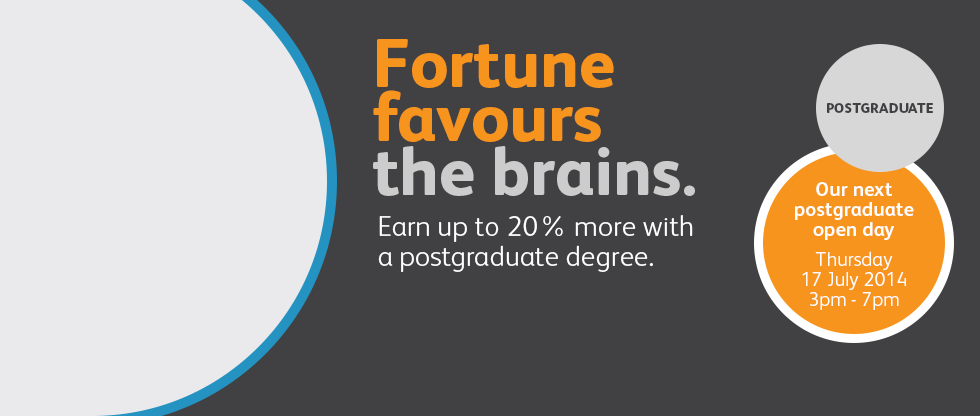 Fortune
favours
the brains.
Earn up to 20% more with
a postgraduate degree.
POSTGRADUATE
Our next
postgraduate
open day
Thursday
17 July 2014
3pm - 7pm